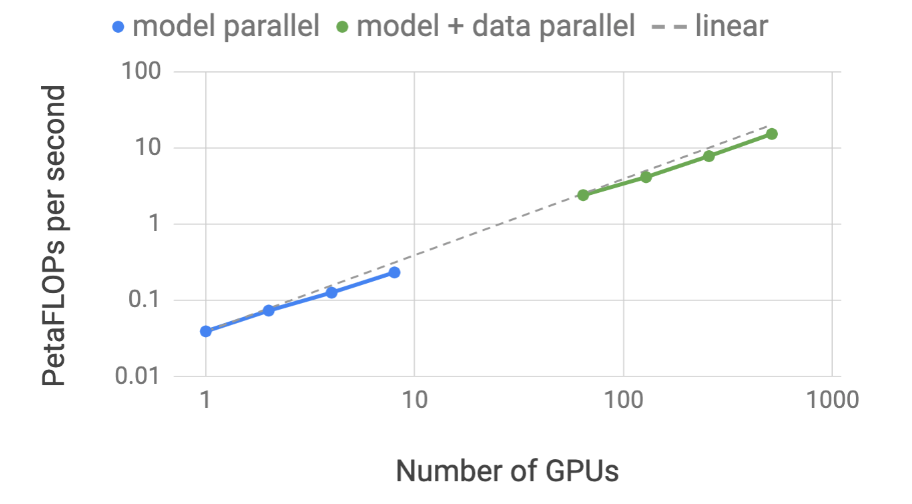 model parallel model + data parallel linear
PetaFLOPs per second
100
10
1
0.1
0.01
1 10 100 1000
Number of GPUs